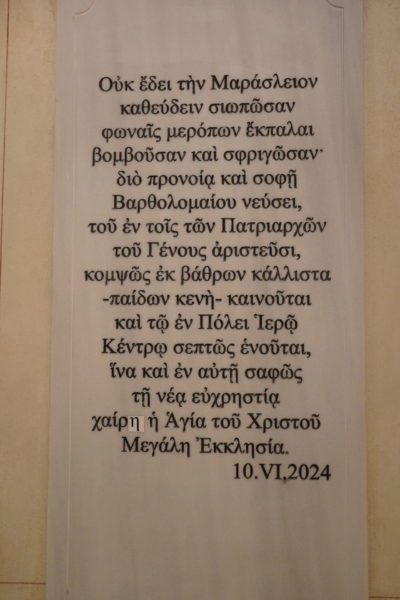 Οὐκ ἔδει τὴν Μαράσλειον
καθεύδειν σιωπῶσαν
φωναῖς μερόπων ἔκπαλαι
βομβοῦσαν καὶ σφριγῶσαν·
διὸ προνοίᾳ καὶ σοφῇ
Βαρθολομαίου νεύσει,
τοῦ ἐν τοῖς τῶν Πατριαρχῶν
τοῦ Γένους ἀριστεῦσι,
κομψῶς ἐκ βάθρων κάλλιστα
-παίδων κενὴ- καινοῦται
καὶ τῷ ἐν Πόλει Ἱερῷ
Κέντρῳ σεπτῶς ἑνοῦται,
ἵνα καὶ ἐν αὐτῇ σαφῶς
τῇ νέᾳ εὐχρηστίᾳ
χαίρῃ ἡ Ἁγία τοῦ Χριστοῦ
Μεγάλη Ἐκκλησία.
10.VI,2024